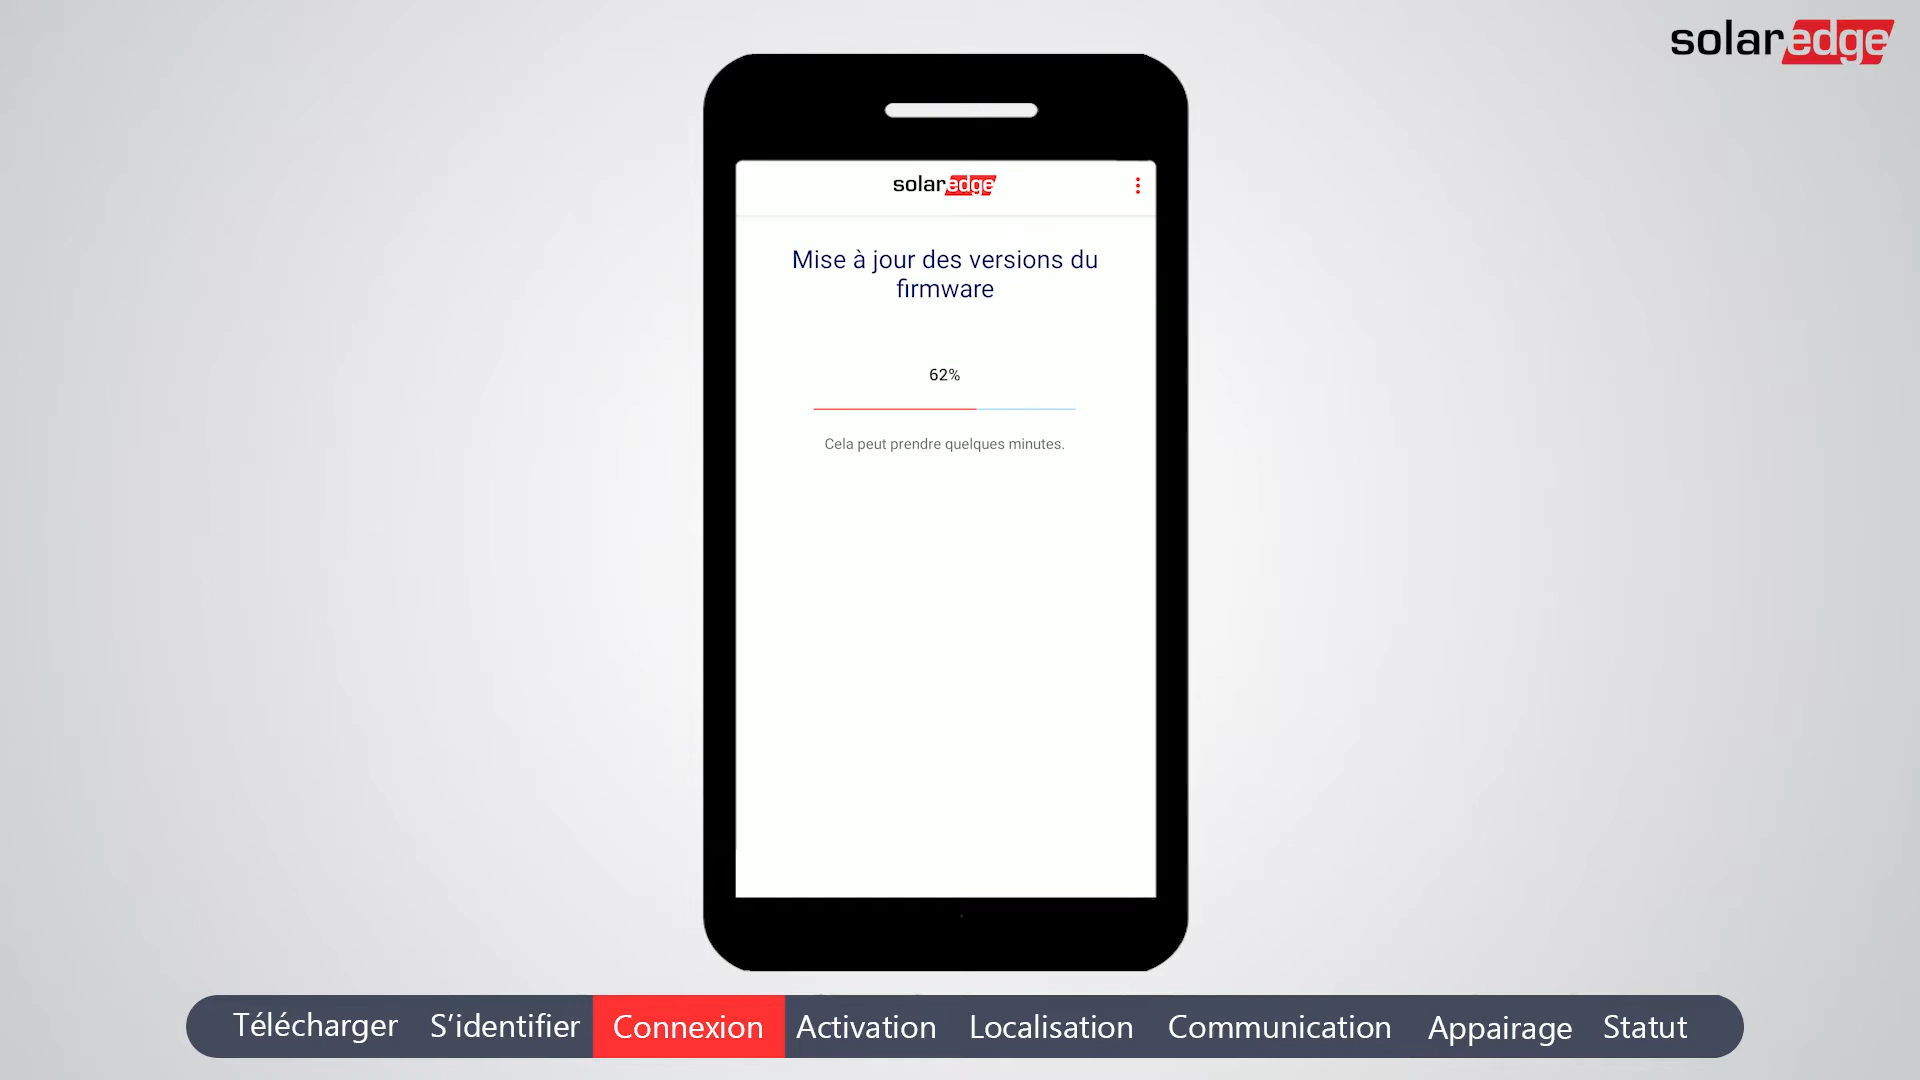 solaredge
solaredge
Mise à jour des versions du
firmware
62%
Cela peut prendre quelques minutes.
Télécharger S’identifier Connexion Activation Localisation Communication Appairage Statut